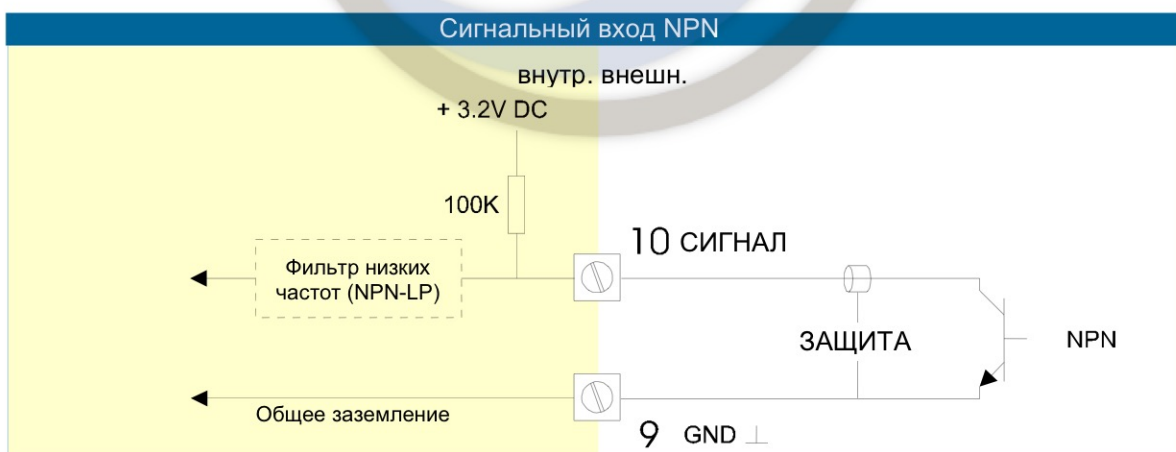 Сигнальный вход NPN
внутр. внешн.
+ 3.2V DC
100K
10 СИГНАЛ
Фильтр низких
частот (NPN-LP)
ЗАЩИТА
NPN
Общее заземление
9 GND ⊥